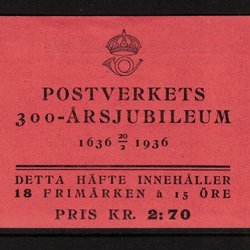 POSTVERKETS
300-ÅRSJUBILEUM
1636 20/2 1936
DETTA HÄFTE INNEHÅLLER
18 FRIMÄRKEN à 15 ÖRE
PRIS KR. 2:70